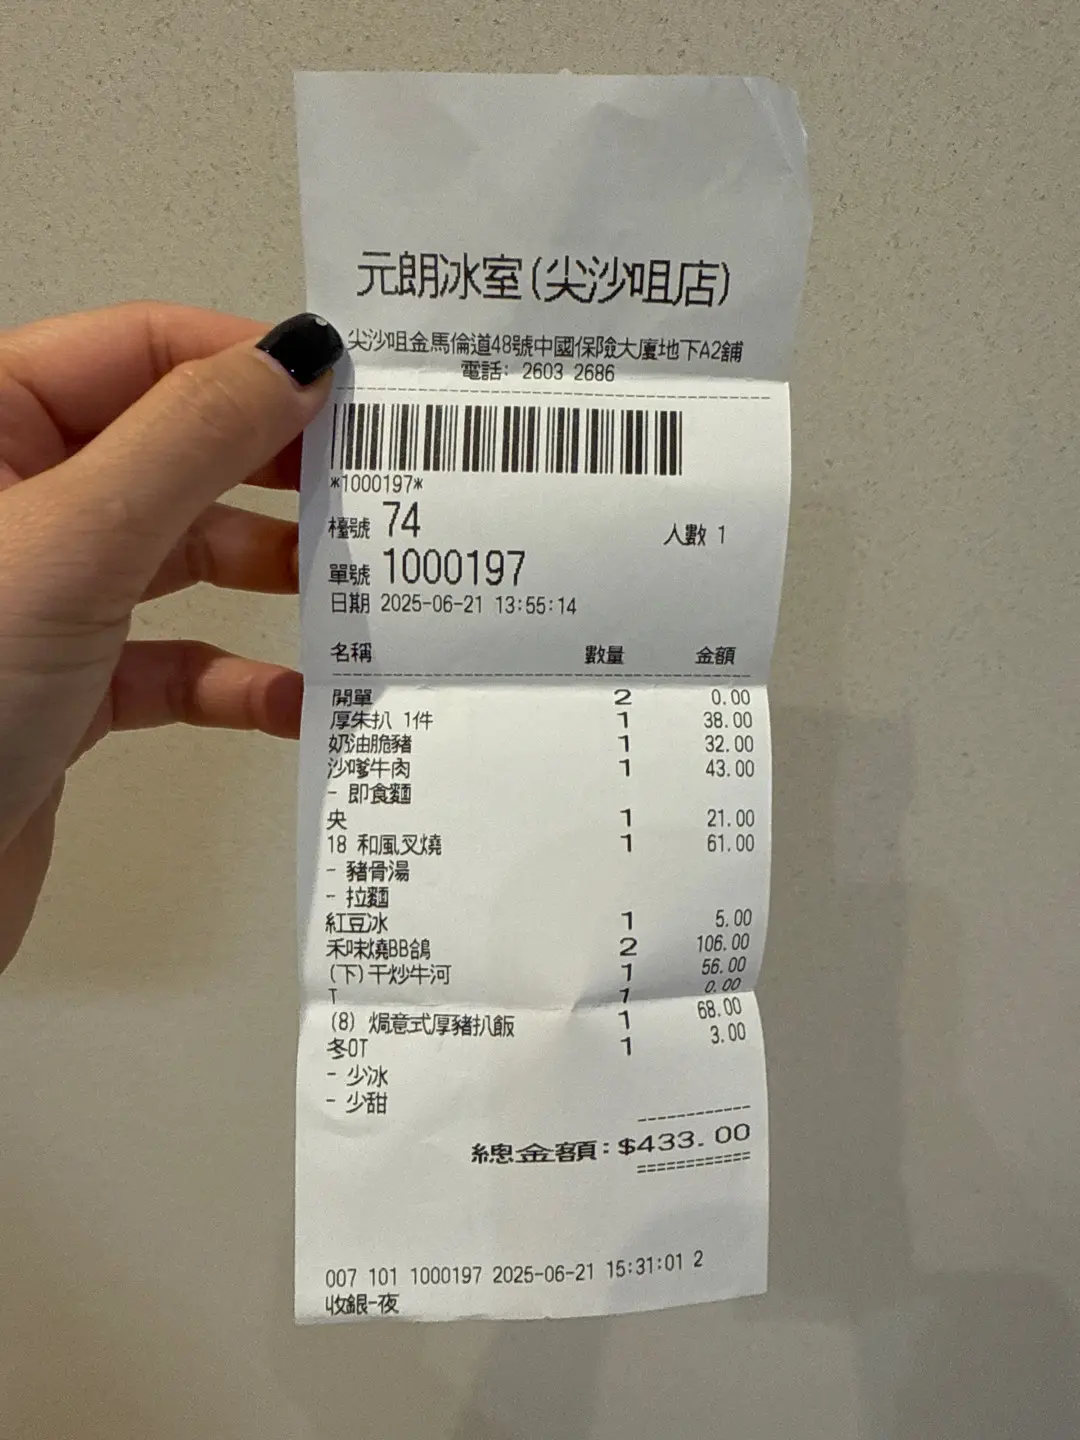 元朗冰室(尖沙咀店)
尖沙咀金馬倫道48號中國保險大廈地下A2舖
電話: 2603 2686
*1000197*
檯號 74 人數 1
單號 1000197
日期 2025-06-21 13:55:14
名稱 數量 金額
開單 2 0.00
厚朱扒 1件 1 38.00
奶油脆豬 1 32.00
沙嗲牛肉 1 43.00
- 即食麵
央 1 21.00
18 和風叉燒 1 61.00
- 豬骨湯
- 拉麵
紅豆冰 1 5.00
禾味燒BB鴿 2 106.00
(下)干炒牛河 1 56.00
T 1 0.00
(8) 焗意式厚豬扒飯 1 68.00
冬OT 1 3.00
- 少冰
- 少甜
總金額:$433.00
007 101 1000197 2025-06-21 15:31:01 2
收銀-夜